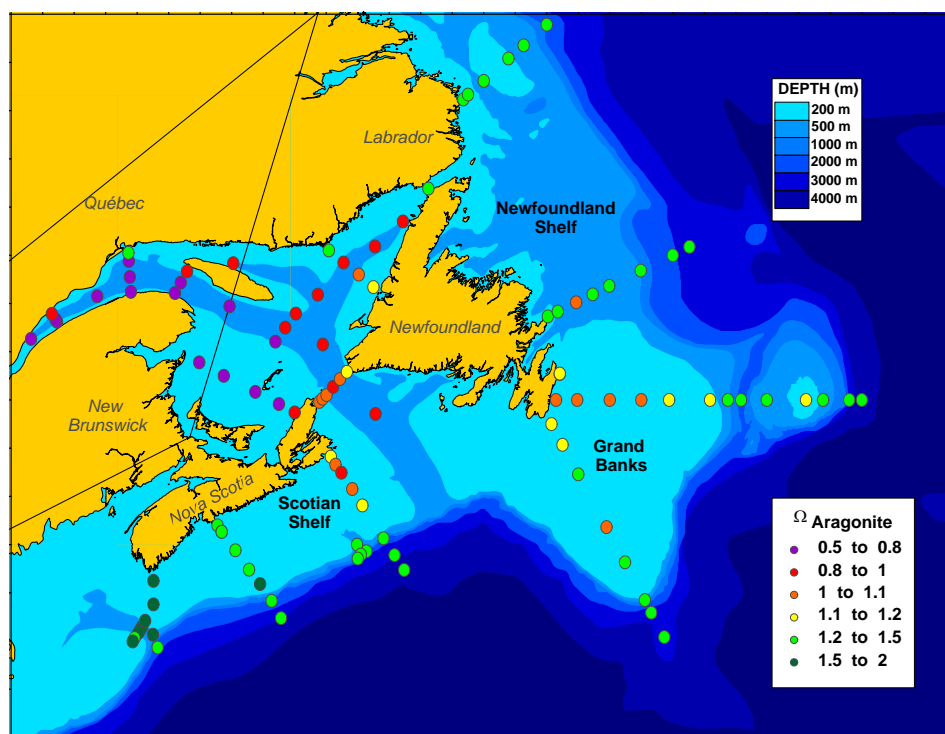 DEPTH (m)
200 m
500 m
1000 m
2000 m
3000 m
4000 m
Labrador
Québec
Newfoundland
Shelf
Newfoundland
New
Brunswick
Grand
Banks
Nova Scotia
Scotian
Shelf
Ω Aragonite
0.5 to 0.8
0.8 to 1
1 to 1.1
1.1 to 1.2
1.2 to 1.5
1.5 to 2